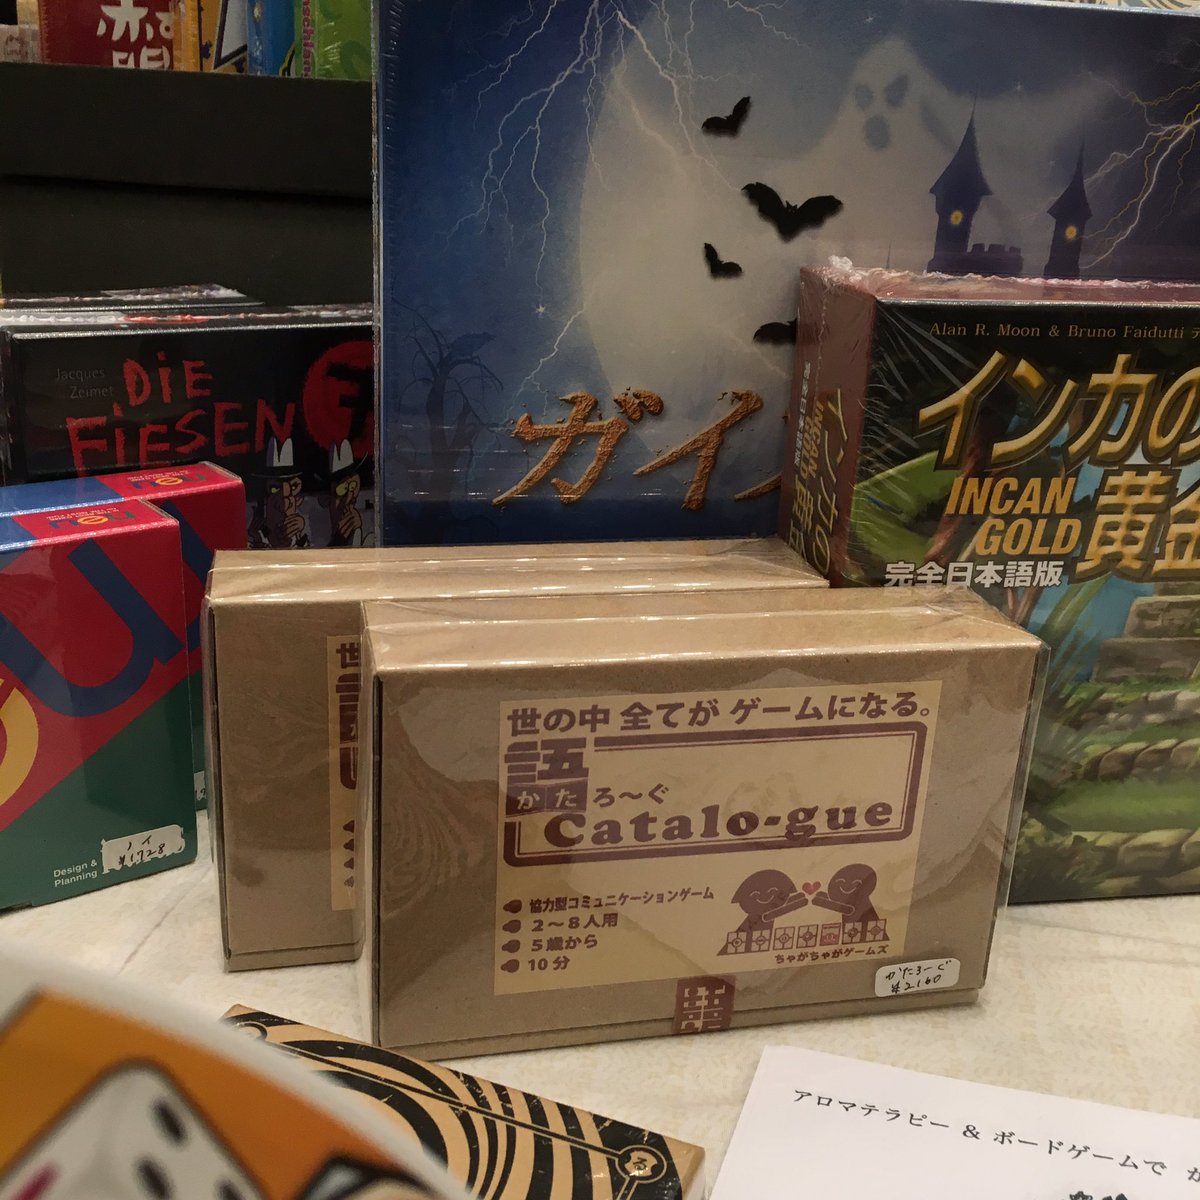 Jacques
Zeimet
DIE
FIESEN 7
ガイ
Alan R. Moon & Bruno Faidutti
インカの
INCAN
GOLD
黄金
完全日本語版
Design &
Planning
ノイ
¥1728
世の中 全てが ゲームになる。
語
かたろ〜ぐ
Catalo-gue
協力型コミュニケーションゲーム
2〜8人用
5歳から
10分
ちゃがちゃがゲームズ
かたろーぐ
¥2160
アロマテラピー & ボードゲームで